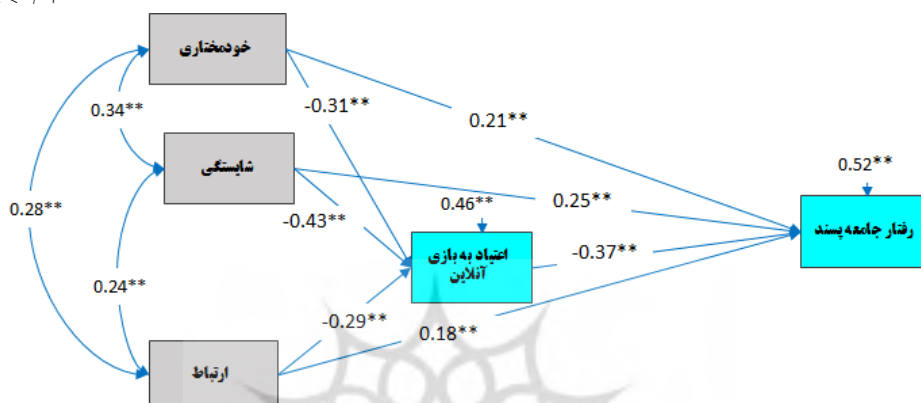 خودمختاری
-0.31**
0.21**
0.34**
شایستگی
0.52**
0.28**
-0.43**
0.46**
0.25**
رفتار جامعه پسند
اعتیاد به بازی
آنلاین
-0.37**
0.24**
-0.29**
0.18**
ارتباط